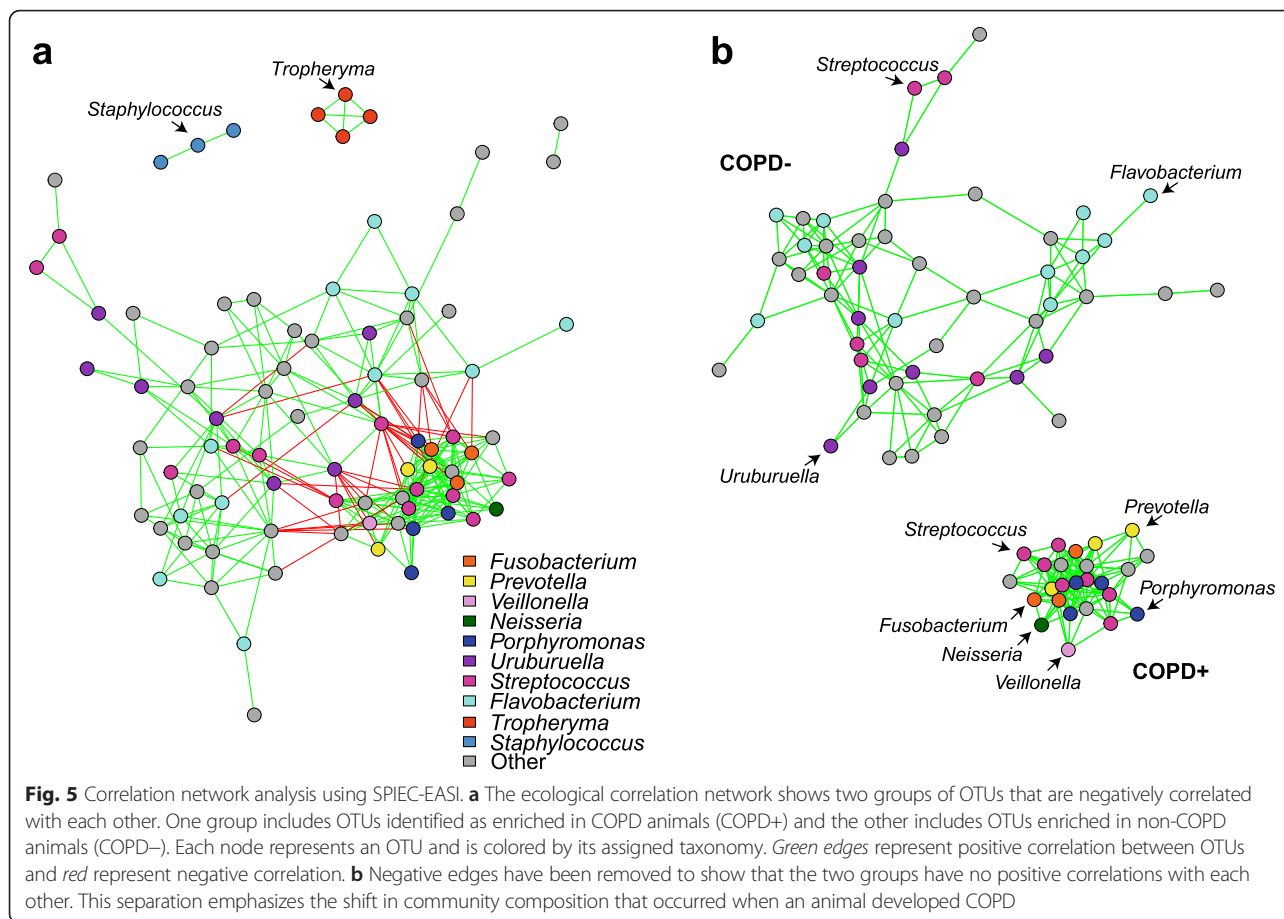 a
Tropheryma
Staphylococcus
b
Streptococcus
COPD-
Flavobacterium
Uruburuella
Prevotella
Streptococcus
Porphyromonas
Fusobacterium
Neisseria
Veillonella
COPD+
Fusobacterium
Prevotella
Veillonella
Neisseria
Porphyromonas
Uruburuella
Streptococcus
Flavobacterium
Tropheryma
Staphylococcus
Other
Fig. 5 Correlation network analysis using SPIEC-EASI. a The ecological correlation network shows two groups of OTUs that are negatively correlated
with each other. One group includes OTUs identified as enriched in COPD animals (COPD+) and the other includes OTUs enriched in non-COPD
animals (COPD−). Each node represents an OTU and is colored by its assigned taxonomy. Green edges represent positive correlation between OTUs
and red represent negative correlation. b Negative edges have been removed to show that the two groups have no positive correlations with each
other. This separation emphasizes the shift in community composition that occurred when an animal developed COPD